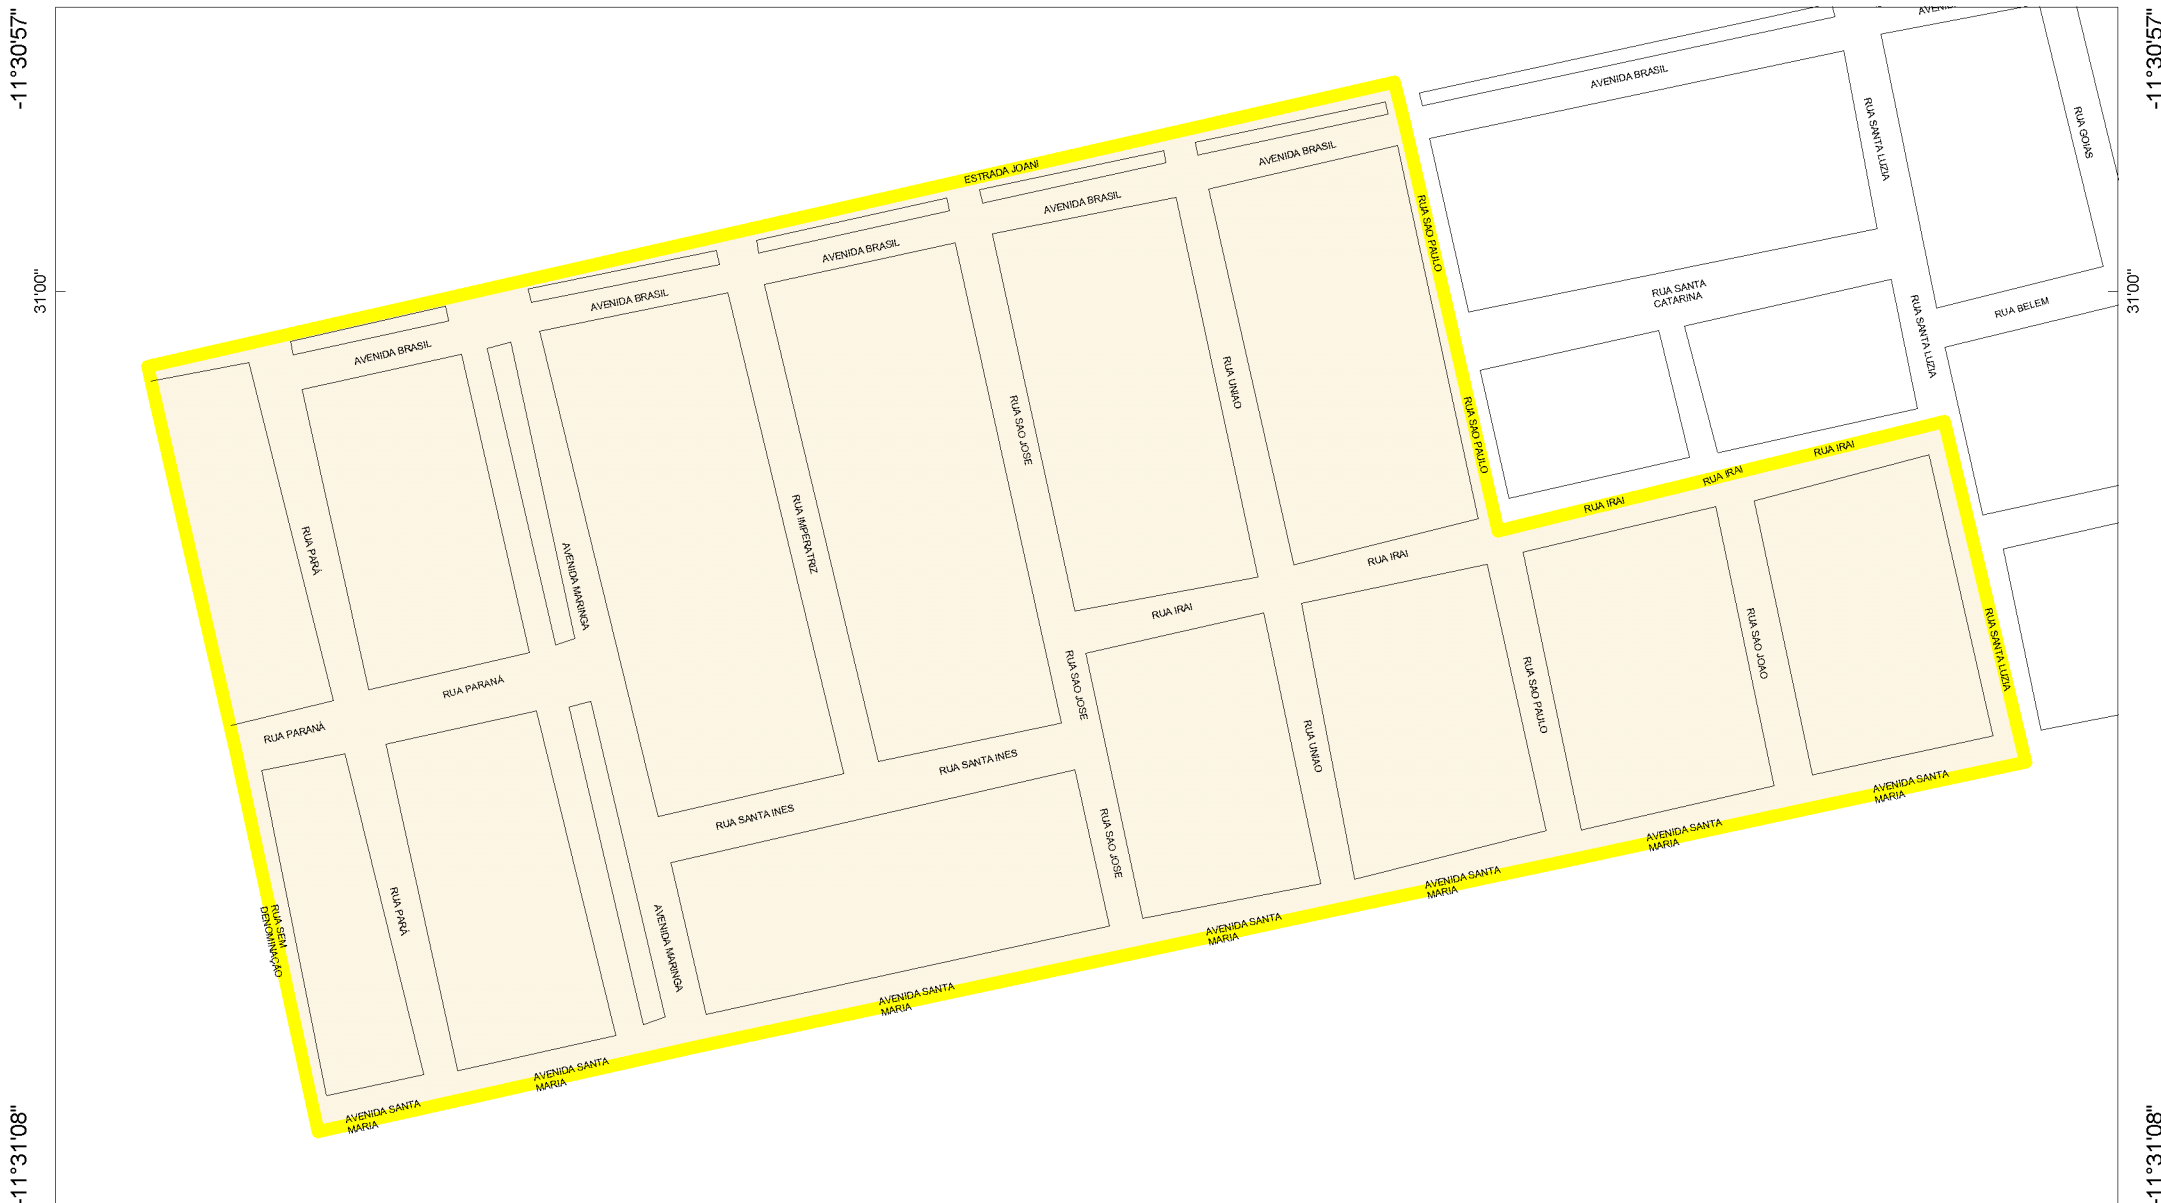 -11°30'57"
-11°30'57"
AVENIDA BRASIL
RUA SANTA LUZIA
RUA GOIAS
ESTRADA JOANI
AVENIDA BRASIL
AVENIDA BRASIL
AVENIDA BRASIL
AVENIDA BRASIL
AVENIDA BRASIL
RUA SAO PAULO
31'00"
31'00"
RUA SANTA
CATARINA
RUA BELEM
RUA SANTA LUZIA
RUA UNIAO
RUA SAO JOSE
RUA SAO PAULO
RUA IRAI
RUA IRAI
RUA IRAI
RUA IMPERATRIZ
RUA PARÁ
AVENIDA MARINGA
RUA IRAI
RUA IRAI
RUA SAO JOAO
RUA SANTA LUZIA
RUA SAO JOSE
RUA SAO PAULO
RUA PARANÁ
RUA PARANÁ
RUA UNIAO
RUA SANTA INES
RUA SANTA INES
RUA SAO JOSE
AVENIDA SANTA
MARIA
AVENIDA SANTA
MARIA
AVENIDA SANTA
MARIA
AVENIDA SANTA
MARIA
RUA PARÁ
RUA SEM
DENOMINAÇÃO
AVENIDA MARINGA
AVENIDA SANTA
MARIA
AVENIDA SANTA
MARIA
AVENIDA SANTA
MARIA
-11°31'08"
-11°31'08"